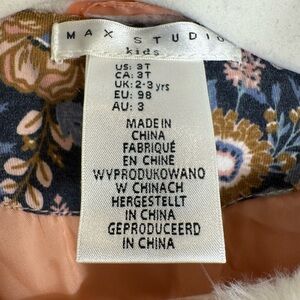 MAX STUDIO
kids
US: 3T
CA: 3T
UK: 2-3 yrs
EU: 98
AU: 3
MADE IN
CHINA
FABRIQUÉ
EN CHINE
WYPRODUKOWANO
W CHINACH
HERGESTELLT
IN CHINA
GEPRODUCEERD
IN CHINA